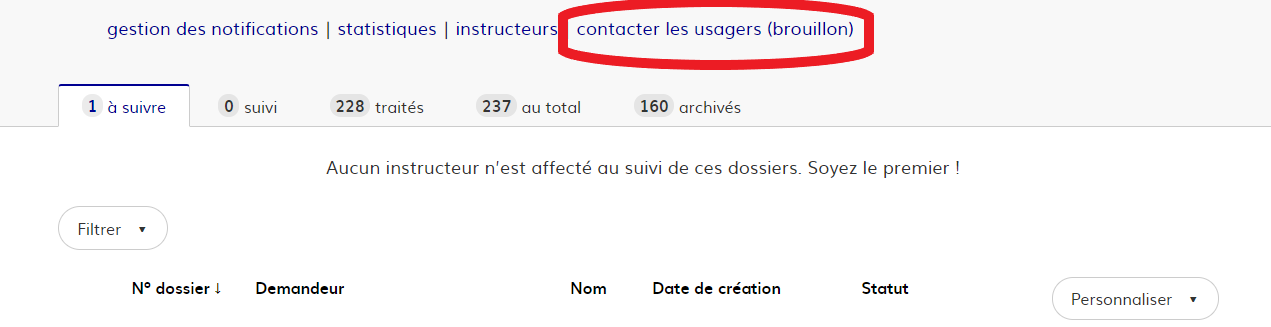 gestion des notifications | statistiques | instructeurs contacter les usagers (brouillon)
1 à suivre 0 suivi 228 traités 237 au total 160 archivés
Aucun instructeur n'est affecté au suivi de ces dossiers. Soyez le premier !
Filtrer ▼
Nº dossier ↓ Demandeur Nom Date de création Statut Personnaliser ▼